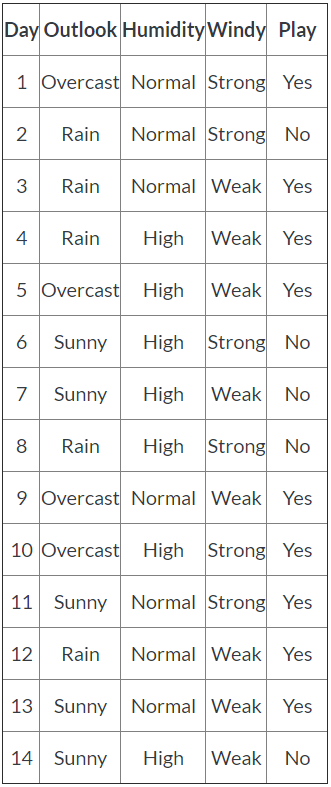 Day Outlook Humidity Windy Play
1 Overcast Normal Strong Yes
2 Rain Normal Strong No
3 Rain Normal Weak Yes
4 Rain High Weak Yes
5 Overcast High Weak Yes
6 Sunny High Strong No
7 Sunny High Weak No
8 Rain High Strong No
9 Overcast Normal Weak Yes
10 Overcast High Strong Yes
11 Sunny Normal Strong Yes
12 Rain Normal Weak Yes
13 Sunny Normal Weak Yes
14 Sunny High Weak No